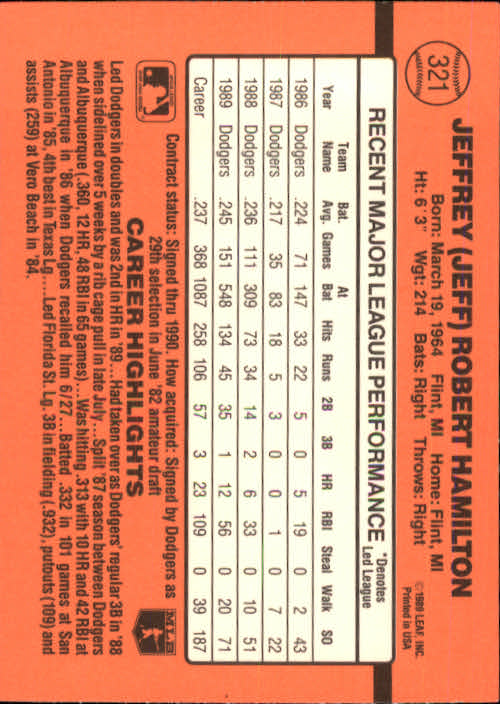 321
JEFFREY (JEFF) ROBERT HAMILTON
Born: March 19, 1964 Flint, MI Home: Flint, MI
Ht: 6'3" Wgt: 214 Bats: Right Throws: Right
©1989 LEAF, INC.
Printed in USA
RECENT MAJOR LEAGUE PERFORMANCE *Denotes Led League
Year Team Name Bat. Avg. Games At Bat Hits Runs 2B 3B HR RBI Steal Walk SO
1986 Dodgers .224 71 147 33 22 5 0 5 19 0 2 43
1987 Dodgers .217 35 83 18 5 3 0 0 1 0 7 22
1988 Dodgers .236 111 309 73 34 14 2 6 33 0 10 51
1989 Dodgers .245 151 548 134 45 35 1 12 56 0 20 71
Career .237 368 1087 258 106 57 3 23 109 0 39 187
Contract status: Signed thru 1990. How acquired: Signed by Dodgers as
29th selection in June '82 amateur draft
MLB
CAREER HIGHLIGHTS
Led Dodgers in doubles and was 2nd in HR in '89...Had taken over as Dodgers' regular 3B in '88
when sidelined over 5 weeks by a rib cage pull in late July...Split '87 season between Dodgers
and Albuquerque (.360, 12 HR, 48 RBI in 65 games)...Was hitting .313 with 10 HR and 42 RBI at
Albuquerque in '86 when Dodgers recalled him 6/27...Batted .332 in 101 games at San
Antonio in '85, 4th best in Texas Lg....Led Florida St. Lg. 3B in fielding (.932), putouts (109) and
assists (259) at Vero Beach in '84.